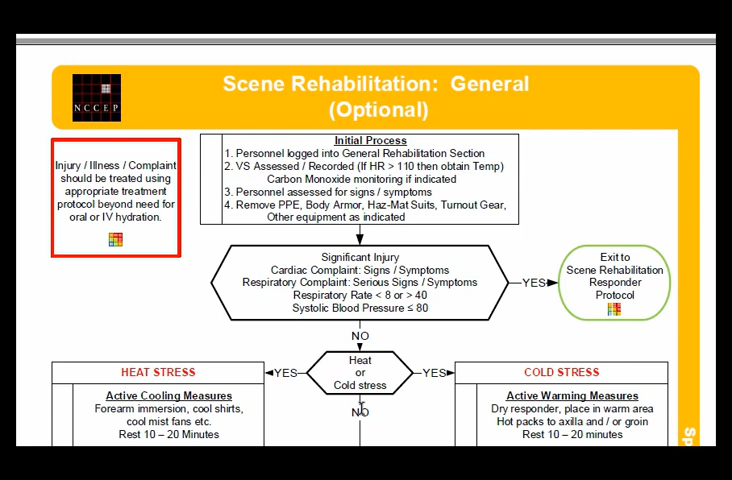 Scene Rehabilitation: General
(Optional)
NCCEP
Injury / Illness / Complaint
should be treated using
appropriate treatment
protocol beyond need for
oral or IV hydration.
Initial Process
1. Personnel logged into General Rehabilitation Section
2. VS Assessed / Recorded (If HR > 110 then obtain Temp)
Carbon Monoxide monitoring if indicated
3. Personnel assessed for signs / symptoms
4. Remove PPE, Body Armor, Haz-Mat Suits, Turnout Gear,
Other equipment as indicated
Significant Injury
Cardiac Complaint: Signs / Symptoms
Respiratory Complaint: Serious Signs / Symptoms
Respiratory Rate < 8 or > 40
Systolic Blood Pressure ≤ 80
YES
Exit to
Scene Rehabilitation
Responder
Protocol
NO
Heat
or
Cold stress
YES
YES
NO
HEAT STRESS
Active Cooling Measures
Forearm immersion, cool shirts,
cool mist fans etc.
Rest 10 – 20 Minutes
COLD STRESS
Active Warming Measures
Dry responder, place in warm area
Hot packs to axilla and / or groin
Rest 10 – 20 minutes